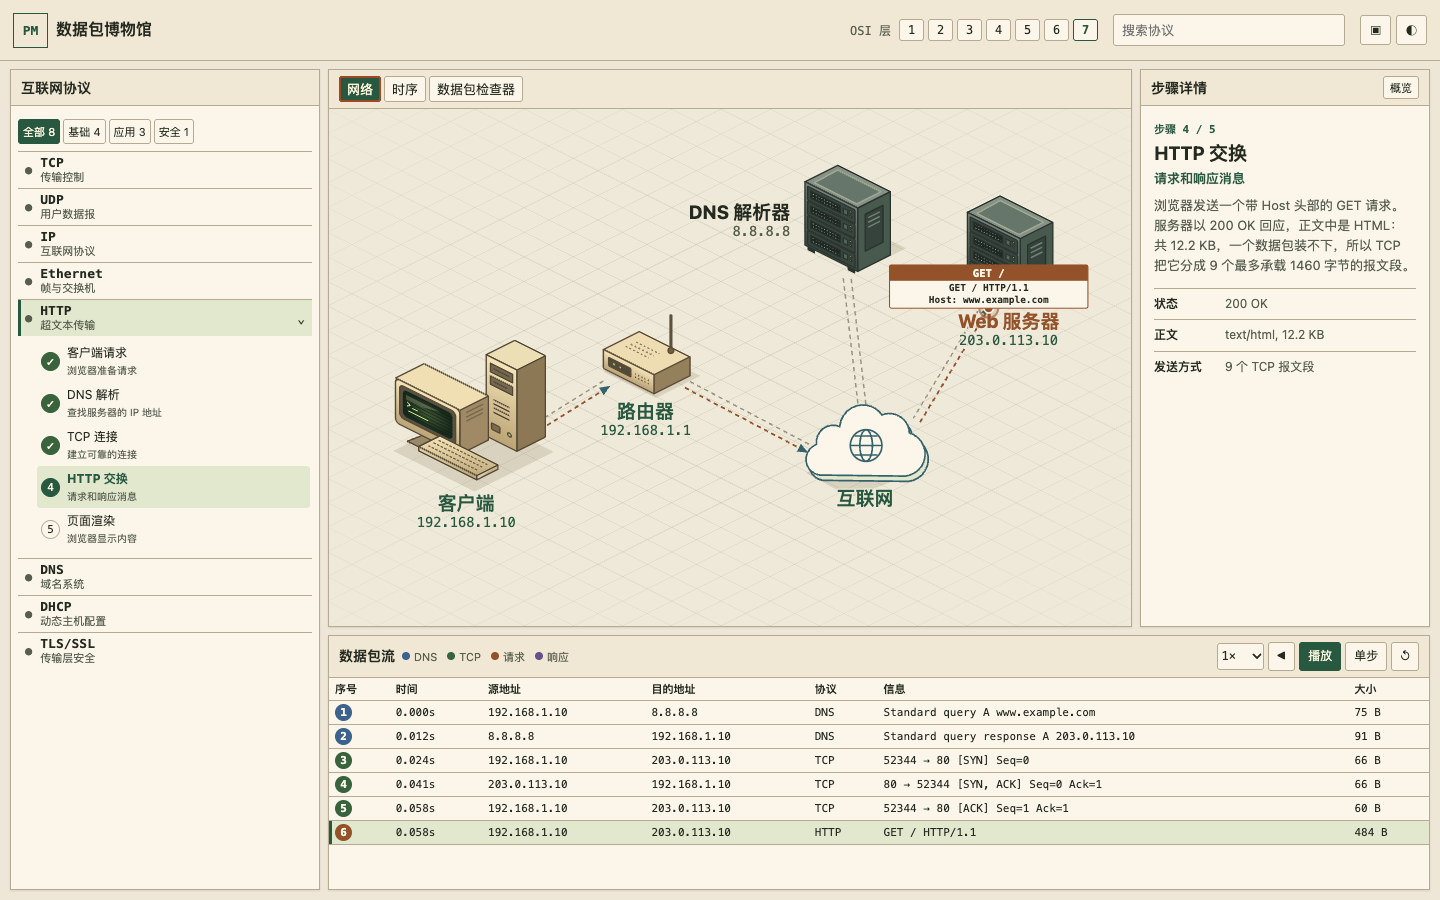 PM 数据包博物馆
OSI 层 1 2 3 4 5 6 7
搜索协议
互联网协议
全部 8 基础 4 应用 3 安全 1
TCP
传输控制
UDP
用户数据报
IP
互联网协议
Ethernet
帧与交换机
HTTP
超文本传输
✓ 客户端请求
浏览器准备请求
✓ DNS 解析
查找服务器的 IP 地址
✓ TCP 连接
建立可靠的连接
4 HTTP 交换
请求和响应消息
5 页面渲染
浏览器显示内容
DNS
域名系统
DHCP
动态主机配置
TLS/SSL
传输层安全
网络 时序 数据包检查器
DNS 解析器
8.8.8.8
GET /
GET / HTTP/1.1
Host: www.example.com
Web 服务器
203.0.113.10
路由器
192.168.1.1
互联网
客户端
192.168.1.10
步骤详情 概览
步骤 4 / 5
HTTP 交换
请求和响应消息
浏览器发送一个带 Host 头部的 GET 请求。
服务器以 200 OK 回应，正文中是 HTML：
共 12.2 KB，一个数据包装不下，所以 TCP
把它分成 9 个最多承载 1460 字节的报文段。
状态 200 OK
正文 text/html, 12.2 KB
发送方式 9 个 TCP 报文段
数据包流 DNS TCP 请求 响应
1× 播放 单步
序号 时间 源地址 目的地址 协议 信息 大小
1 0.000s 192.168.1.10 8.8.8.8 DNS Standard query A www.example.com 75 B
2 0.012s 8.8.8.8 192.168.1.10 DNS Standard query response A 203.0.113.10 91 B
3 0.024s 192.168.1.10 203.0.113.10 TCP 52344 → 80 [SYN] Seq=0 66 B
4 0.041s 203.0.113.10 192.168.1.10 TCP 80 → 52344 [SYN, ACK] Seq=0 Ack=1 66 B
5 0.058s 192.168.1.10 203.0.113.10 TCP 52344 → 80 [ACK] Seq=1 Ack=1 60 B
6 0.058s 192.168.1.10 203.0.113.10 HTTP GET / HTTP/1.1 484 B